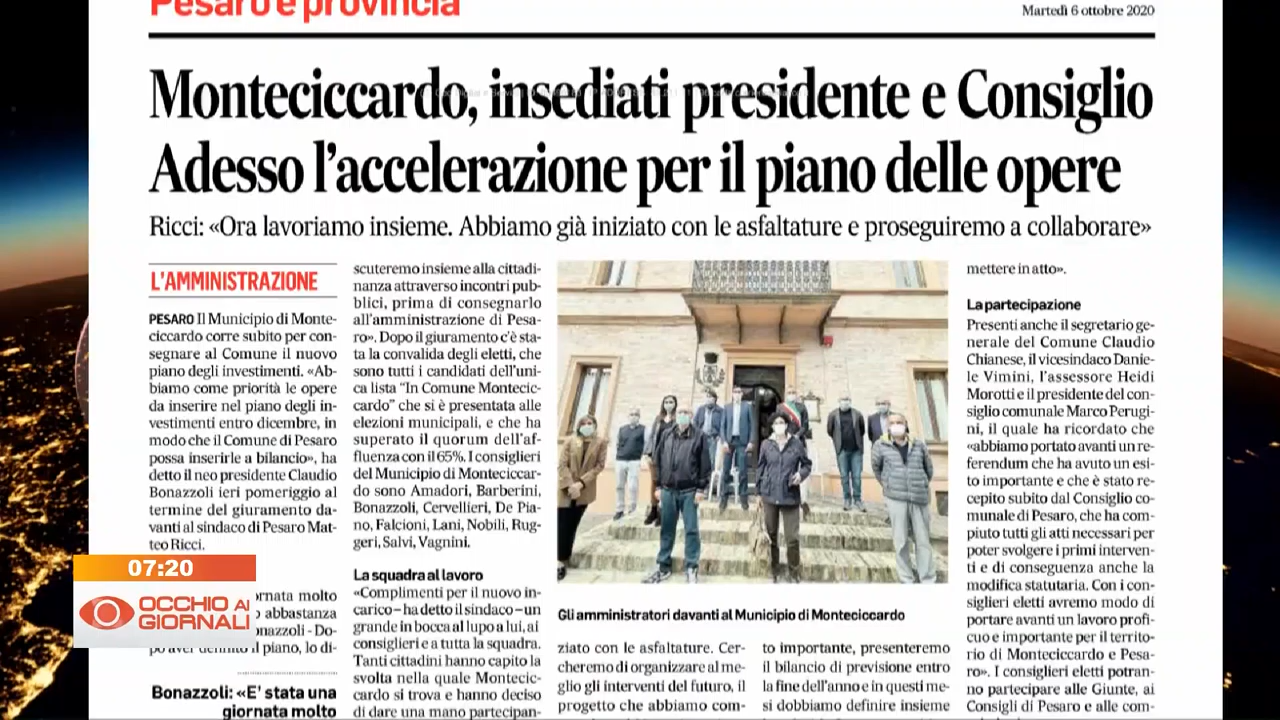 Pesaro e provincia
Martedì 6 ottobre 2020
Monteciccardo, insediati presidente e Consiglio
Adesso l'accelerazione per il piano delle opere
Ricci: «Ora lavoriamo insieme. Abbiamo già iniziato con le asfaltature e proseguiremo a collaborare»
L'AMMINISTRAZIONE
PESARO Il Municipio di Monte-
ciccardo corre subito per con-
segnare al Comune il nuovo
piano degli investimenti. «Ab-
biamo come priorità le opere
da inserire nel piano degli in-
vestimenti entro dicembre, in
modo che il Comune di Pesaro
possa inserirle a bilancio», ha
detto il neo presidente Claudio
Bonazzoli ieri pomeriggio al
termine del giuramento da-
vanti al sindaco di Pesaro Mat-
teo Ricci.
Bonazzoli: «E' stata una
giornata molto
ornata molto
abbastanza
onazzoli - Do-
po aver definito il piano, lo di-
scuteremo insieme alla cittadi-
nanza attraverso incontri pub-
blici, prima di consegnarlo
all'amministrazione di Pesa-
ro». Dopo il giuramento c'è sta-
ta la convalida degli eletti, che
sono tutti i candidati dell'uni-
ca lista "In Comune Montecic-
cardo" che si è presentata alle
elezioni municipali, e che ha
superato il quorum dell'af-
fluenza con il 65%. I consiglieri
del Municipio di Monteciccar-
do sono Amadori, Barberini,
Bonazzoli, Cervellieri, De Pia-
no, Falcioni, Lani, Nobili, Rug-
geri, Salvi, Vagnini.
La squadra al lavoro
«Complimenti per il nuovo in-
carico – ha detto il sindaco – un
grande in bocca al lupo a lui, ai
consiglieri e a tutta la squadra.
Tanti cittadini hanno capito la
svolta nella quale Montecic-
cardo si trova e hanno deciso
di dare una mano partecipan-
Gli amministratori davanti al Municipio di Monteciccardo
ziato con le asfaltature. Cer-
cheremo di organizzare al me-
glio gli interventi del futuro, il
progetto che abbiamo com-
to importante, presenteremo
il bilancio di previsione entro
la fine dell'anno e in questi me-
si dobbiamo definire insieme
mettere in atto».
La partecipazione
Presenti anche il segretario ge-
nerale del Comune Claudio
Chianese, il vicesindaco Danie-
le Vimini, l'assessore Heidi
Morotti e il presidente del con-
siglio comunale Marco Perugi-
ni, il quale ha ricordato che
«abbiamo portato avanti un re-
ferendum che ha avuto un esi-
to importante e che è stato re-
cepito subito dal Consiglio co-
munale di Pesaro, che ha com-
piuto tutti gli atti necessari per
poter svolgere i primi interven-
ti e di conseguenza anche la
modifica statutaria. Con i con-
siglieri eletti avremo modo di
portare avanti un lavoro profi-
cuo e importante per il territo-
rio di Monteciccardo e Pesa-
ro». I consiglieri eletti potran-
no partecipare alle Giunte, ai
Consigli di Pesaro e alle com-
07:20
OCCHIO AI
GIORNALI